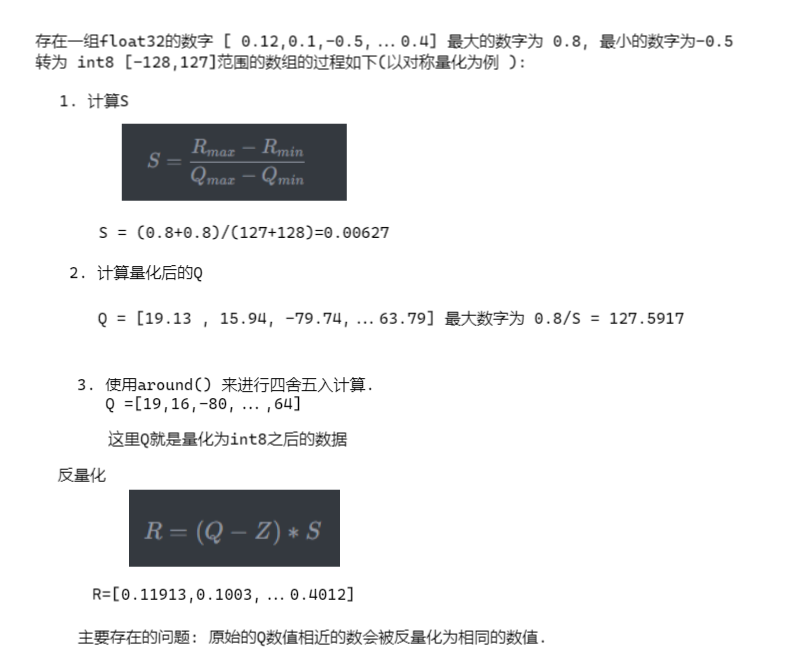 存在一组float32的数字 [ 0.12,0.1,-0.5, ... 0.4] 最大的数字为 0.8, 最小的数字为-0.5
转为 int8 [-128,127]范围的数组的过程如下(以对称量化为例 ):
1. 计算S
S = \frac{R_{max} - R_{min}}{Q_{max} - Q_{min}}
S = (0.8+0.8)/(127+128)=0.00627
2. 计算量化后的Q
Q = [19.13 , 15.94, -79.74, ... 63.79] 最大数字为 0.8/S = 127.5917
3. 使用around() 来进行四舍五入计算.
Q =[19,16,-80, ... ,64]
这里Q就是量化为int8之后的数据
反量化
R = (Q - Z) * S
R=[0.11913,0.1003, ... 0.4012]
主要存在的问题: 原始的Q数值相近的数会被反量化为相同的数值.